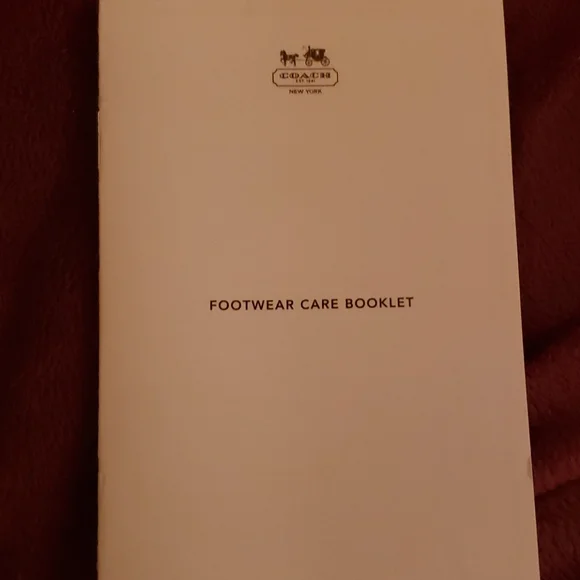 COACH
EST. 1941
NEW YORK
FOOTWEAR CARE BOOKLET